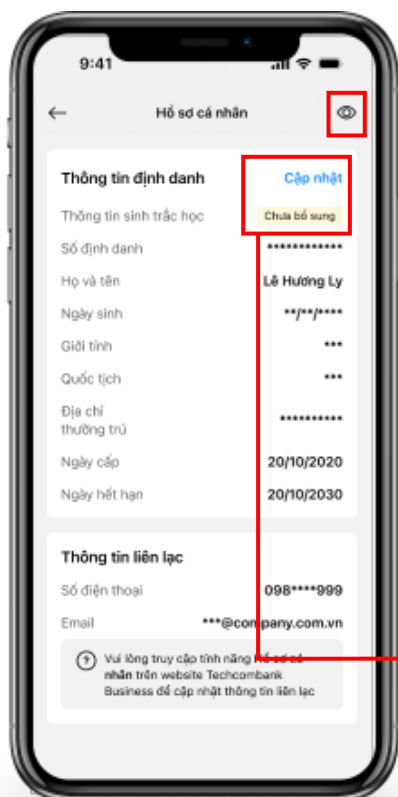 9:41
Hồ sơ cá nhân
Thông tin định danh Cập nhật
Thông tin sinh trắc học Chưa bổ sung
Số định danh ************
Họ và tên Lê Hương Ly
Ngày sinh **/**/****
Giới tính ***
Quốc tịch ***
Địa chỉ
thường trú **********
Ngày cấp 20/10/2020
Ngày hết hạn 20/10/2030
Thông tin liên lạc
Số điện thoại 098****999
Email ***@company.com.vn
Vui lòng truy cập tính năng Hồ sơ cá
nhân trên website Techcombank
Business để cập nhật thông tin liên lạc